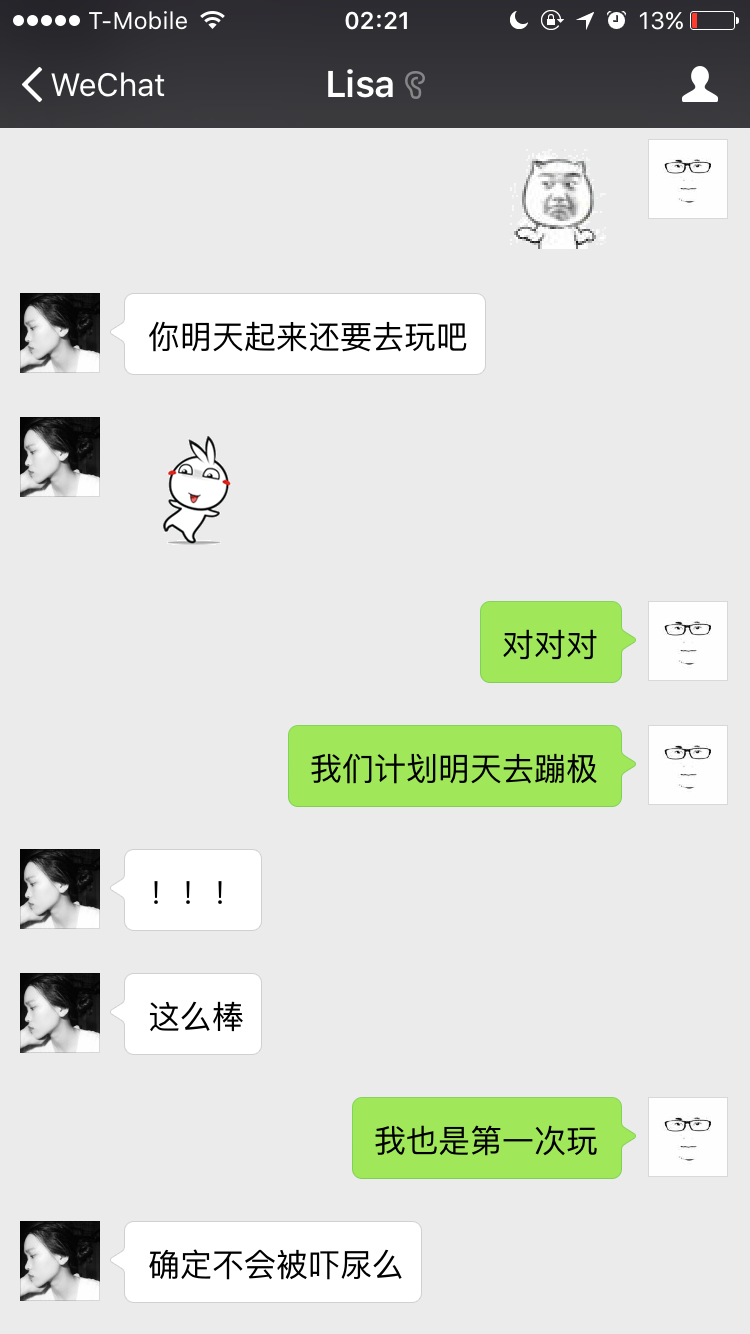 T-Mobile 02:21 13%
WeChat Lisa
你明天起来还要去玩吧
对对对
我们计划明天去蹦极
！！！
这么棒
我也是第一次玩
确定不会被吓尿么